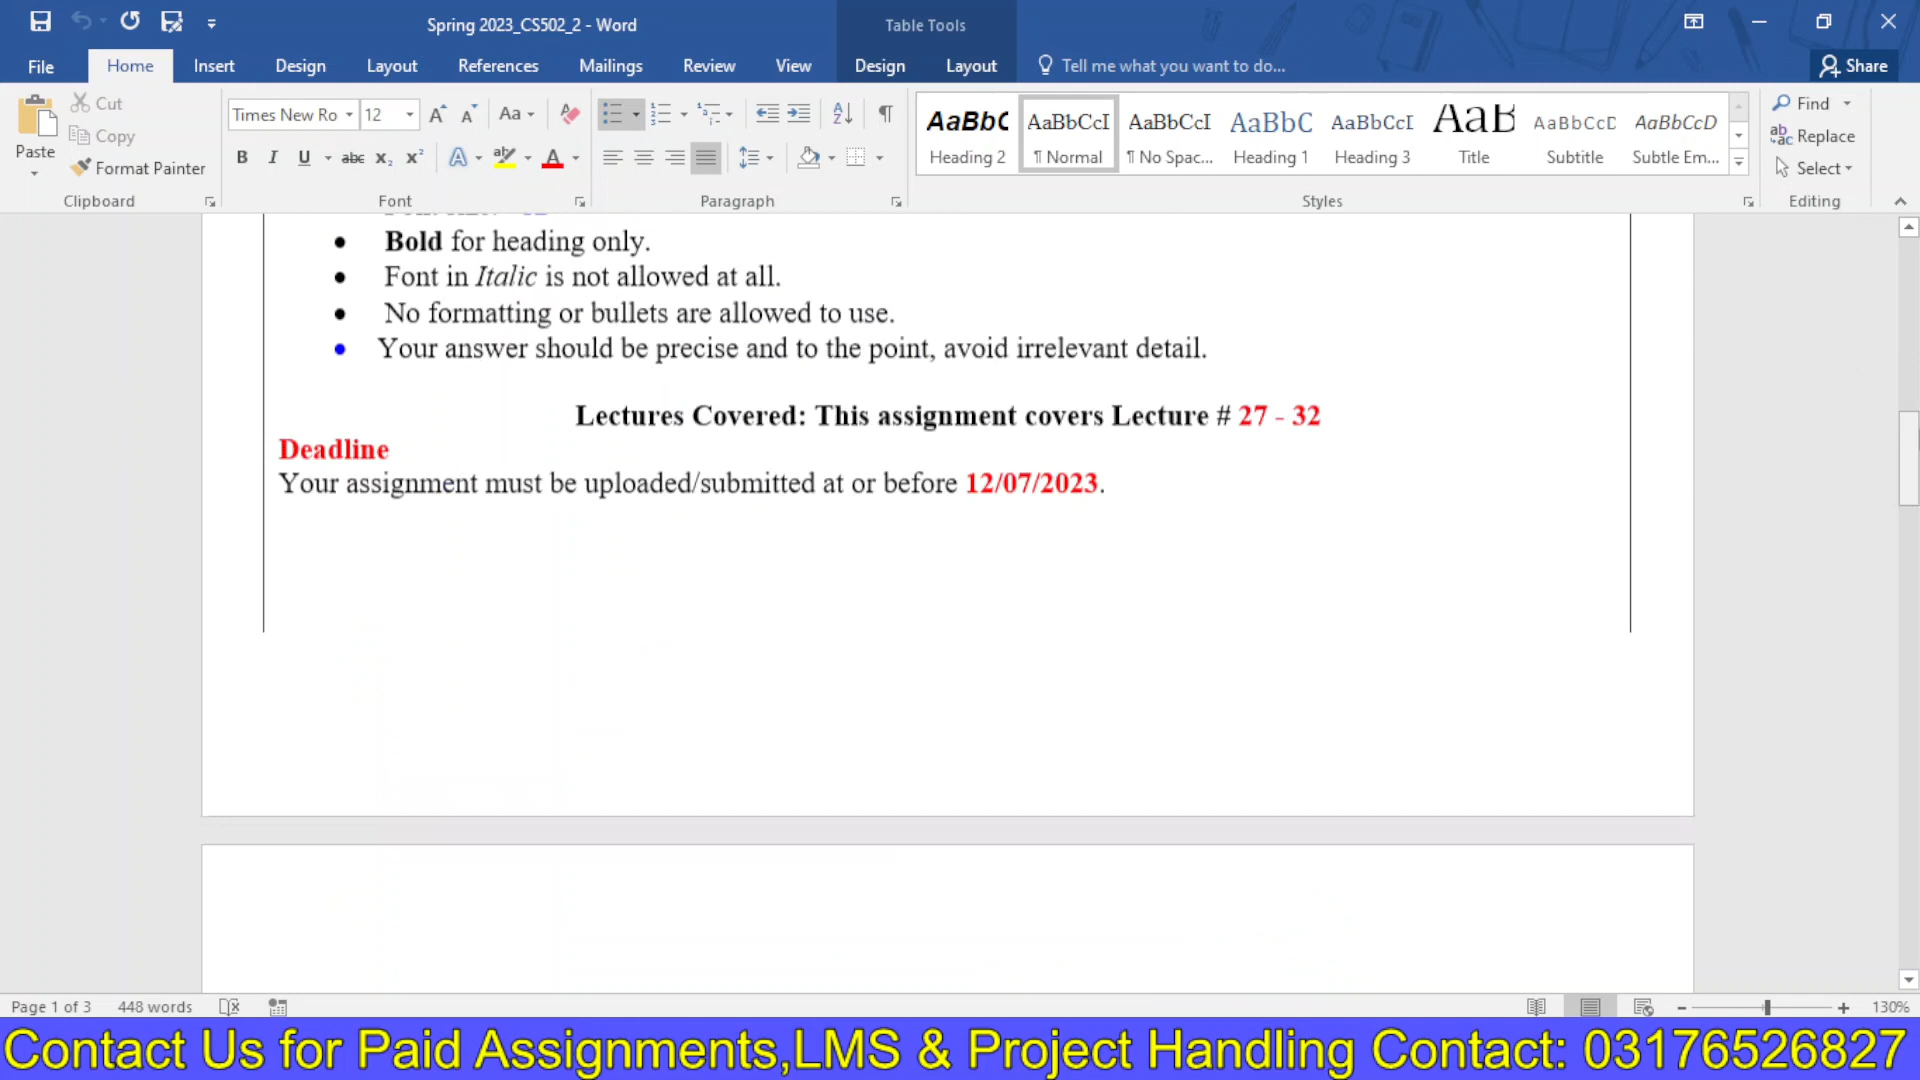 Spring 2023_CS502_2 - Word
Table Tools
File Home Insert Design Layout References Mailings Review View Design Layout Tell me what you want to do... Share
Paste
Cut
Copy
Format Painter
Clipboard
Times New Ro 12
Font
Paragraph
AaBbC AaBbCcI AaBbCcI AaBbC AaBbCcI AaB AaBbCcD AaBbCcD
Heading 2 ¶ Normal ¶ No Spac... Heading 1 Heading 3 Title Subtitle Subtle Em...
Styles
Find
Replace
Select
Editing
• Bold for heading only.
• Font in Italic is not allowed at all.
• No formatting or bullets are allowed to use.
• Your answer should be precise and to the point, avoid irrelevant detail.
Lectures Covered: This assignment covers Lecture # 27 - 32
Deadline
Your assignment must be uploaded/submitted at or before 12/07/2023.
Page 1 of 3 448 words
130%
Contact Us for Paid Assignments,LMS & Project Handling Contact: 03176526827